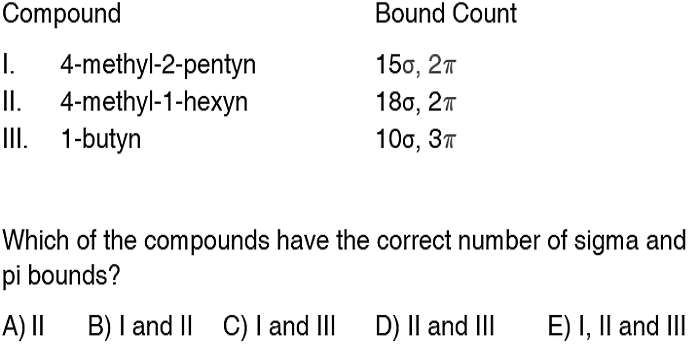 Compound Bound Count
I. 4-methyl-2-pentyn 15σ, 2π
II. 4-methyl-1-hexyn 18σ, 2π
III. 1-butyn 10σ, 3π
Which of the compounds have the correct number of sigma and
pi bounds?
A) II B) I and II C) I and III D) II and III E) I, II and III